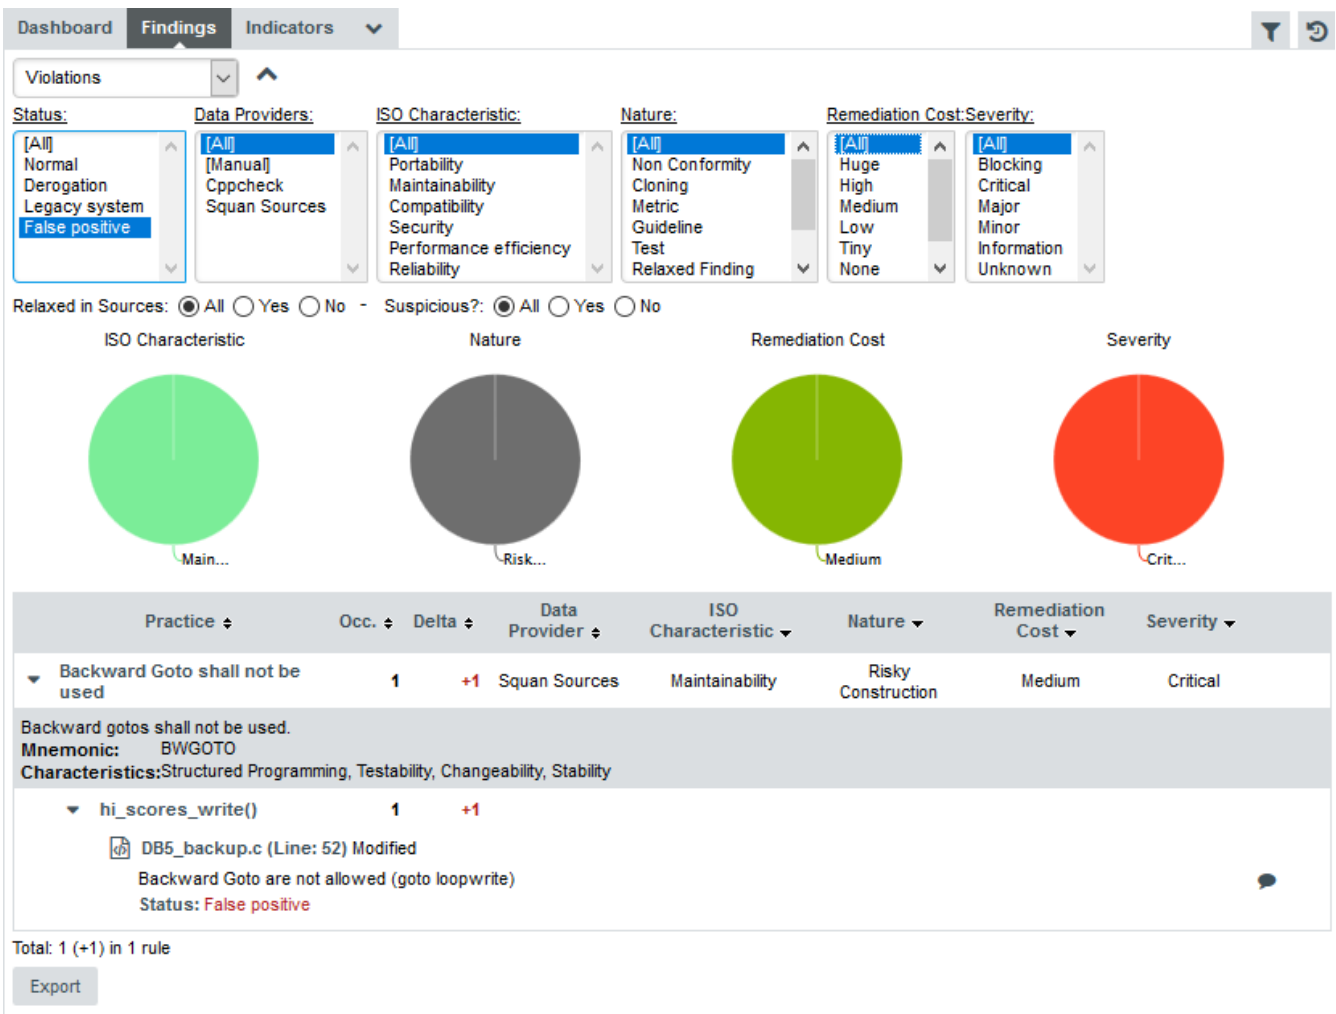 Dashboard Findings Indicators
Violations
Status: Data Providers: ISO Characteristic: Nature: Remediation Cost: Severity:
[All] [All] [All] [All] [All] [All]
Normal [Manual] Portability Non Conformity Huge Blocking
Derogation Cppcheck Maintainability Cloning High Critical
Legacy system Squan Sources Compatibility Metric Medium Major
False positive Security Guideline Low Minor
Performance efficiency Test Tiny Information
Reliability Relaxed Finding None Unknown
Relaxed in Sources: All Yes No - Suspicious?: All Yes No
ISO Characteristic Nature Remediation Cost Severity
Main... Risk... Medium Crit...
Practice Occ. Delta Data Provider ISO Characteristic Nature Remediation Cost Severity
Backward Goto shall not be used 1 +1 Squan Sources Maintainability Risky Construction Medium Critical
Backward gotos shall not be used.
Mnemonic: BWGOTO
Characteristics:Structured Programming, Testability, Changeability, Stability
hi_scores_write() 1 +1
DB5_backup.c (Line: 52) Modified
Backward Goto are not allowed (goto loopwrite)
Status: False positive
Total: 1 (+1) in 1 rule
Export